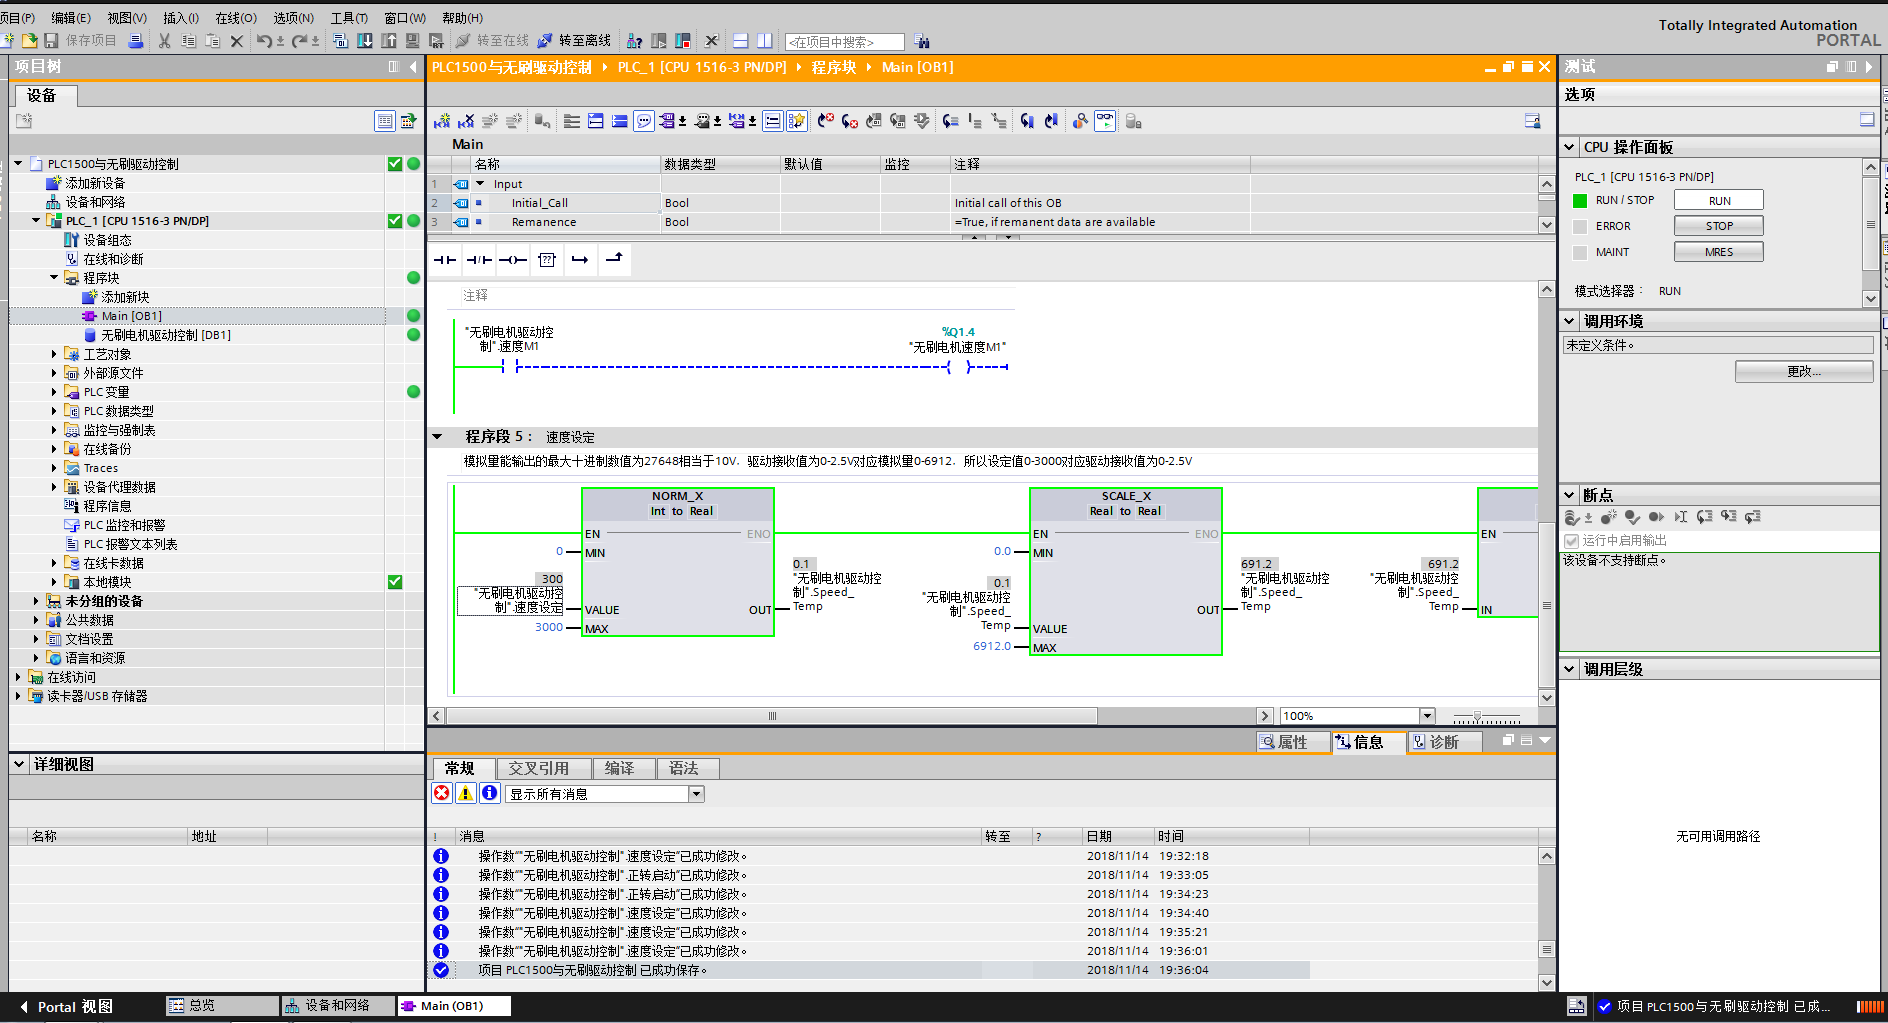 项目(P) 编辑(E) 视图(V) 插入(I) 在线(O) 选项(N) 工具(T) 窗口(W) 帮助(H)
Totally Integrated Automation
PORTAL
保存项目 转至在线 转至离线 <在项目中搜索>
项目树
设备
PLC1500与无刷驱动控制
添加新设备
设备和网络
PLC_1 [CPU 1516-3 PN/DP]
设备组态
在线和诊断
程序块
添加新块
Main [OB1]
无刷电机驱动控制 [DB1]
工艺对象
外部源文件
PLC 变量
PLC 数据类型
监控与强制表
在线备份
Traces
设备代理数据
程序信息
PLC 监控和报警
PLC 报警文本列表
在线卡数据
本地模块
未分组的设备
公共数据
文档设置
语言和资源
在线访问
读卡器/USB 存储器
详细视图
名称 地址
PLC1500与无刷驱动控制 PLC_1 [CPU 1516-3 PN/DP] 程序块 Main [OB1]
Main
名称 数据类型 默认值 监控 注释
1 Input
2 Initial_Call Bool Initial call of this OB
3 Remanence Bool =True, if remanent data are available
注释
"无刷电机驱动控
制".速度M1
%Q1.4
"无刷电机速度M1"
程序段 5： 速度设定
模拟量能输出的最大十进制数值为27648相当于10V，驱动接收值为0-2.5V对应模拟量0-6912，所以设定值0-3000对应驱动接收值为0-2.5V
NORM_X
Int to Real
EN ENO
0 MIN
300
"无刷电机驱动控
制".速度设定 VALUE
3000 MAX
OUT
0.1
"无刷电机驱动控
制".Speed_
Temp
SCALE_X
Real to Real
EN ENO
0.0 MIN
0.1
"无刷电机驱动控
制".Speed_
Temp VALUE
6912.0 MAX
OUT
691.2
"无刷电机驱动控
制".Speed_
Temp
EN
691.2
"无刷电机驱动控
制".Speed_
Temp IN
100%
属性 信息 诊断
常规 交叉引用 编译 语法
显示所有消息
! 消息 转至 ? 日期 时间
操作数""无刷电机驱动控制".速度设定"已成功修改。 2018/11/14 19:32:18
操作数""无刷电机驱动控制".正转启动"已成功修改。 2018/11/14 19:33:05
操作数""无刷电机驱动控制".正转启动"已成功修改。 2018/11/14 19:34:23
操作数""无刷电机驱动控制".速度设定"已成功修改。 2018/11/14 19:34:40
操作数""无刷电机驱动控制".速度设定"已成功修改。 2018/11/14 19:35:21
操作数""无刷电机驱动控制".速度设定"已成功修改。 2018/11/14 19:36:01
项目 PLC1500与无刷驱动控制 已成功保存。 2018/11/14 19:36:04
测试
选项
CPU 操作面板
PLC_1 [CPU 1516-3 PN/DP]
RUN / STOP RUN
ERROR STOP
MAINT MRES
模式选择器： RUN
调用环境
未定义条件。
更改...
断点
运行中启用输出
该设备不支持断点。
调用层级
无可用调用路径
Portal 视图 总览 设备和网络 Main (OB1) 项目 PLC1500与无刷驱动控制 已成...